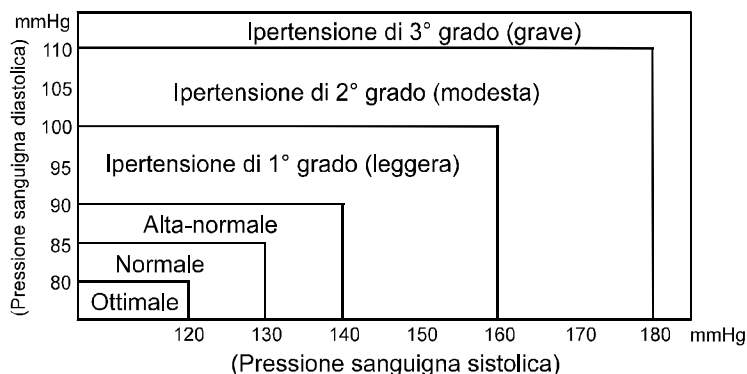 mmHg
Ipertensione di 3° grado (grave)
110
105
Ipertensione di 2° grado (modesta)
100
95
Ipertensione di 1° grado (leggera)
90
Alta-normale
85
Normale
80
Ottimale
(Pressione sanguigna diastolica)
120 130 140 150 160 170 180 mmHg
(Pressione sanguigna sistolica)